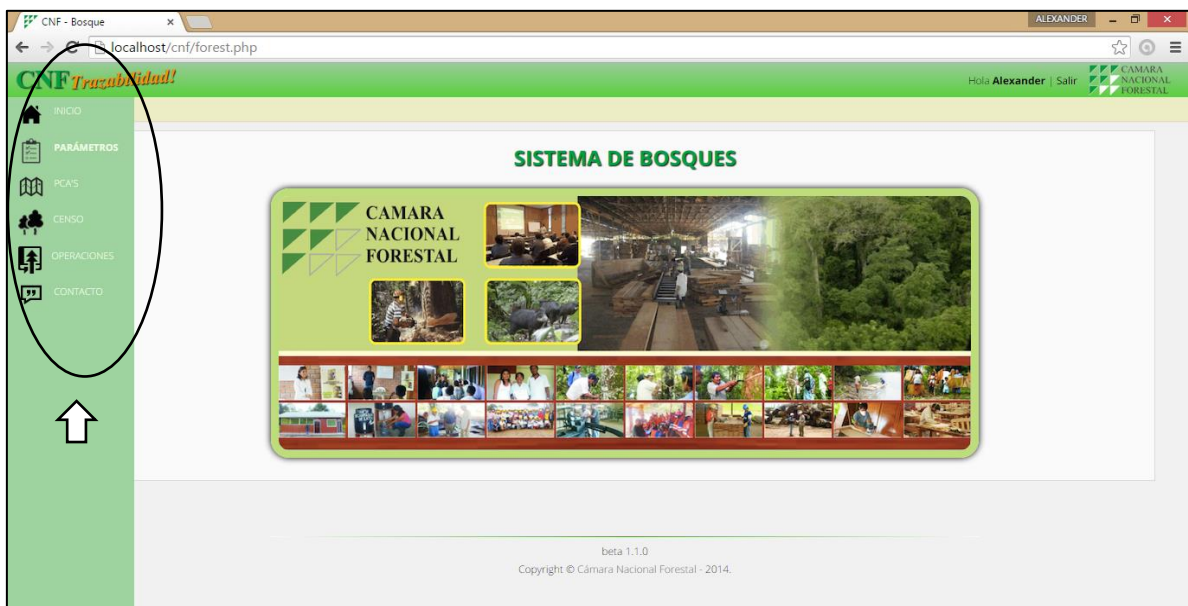 CNF - Bosque
ALEXANDER
localhost/cnf/forest.php
CNF Trazabilidad!
Hola Alexander | Salir
CAMARA
NACIONAL
FORESTAL
INICIO
PARÁMETROS
PCA'S
CENSO
OPERACIONES
CONTACTO
SISTEMA DE BOSQUES
CAMARA
NACIONAL
FORESTAL
beta 1.1.0
Copyright © Cámara Nacional Forestal - 2014.